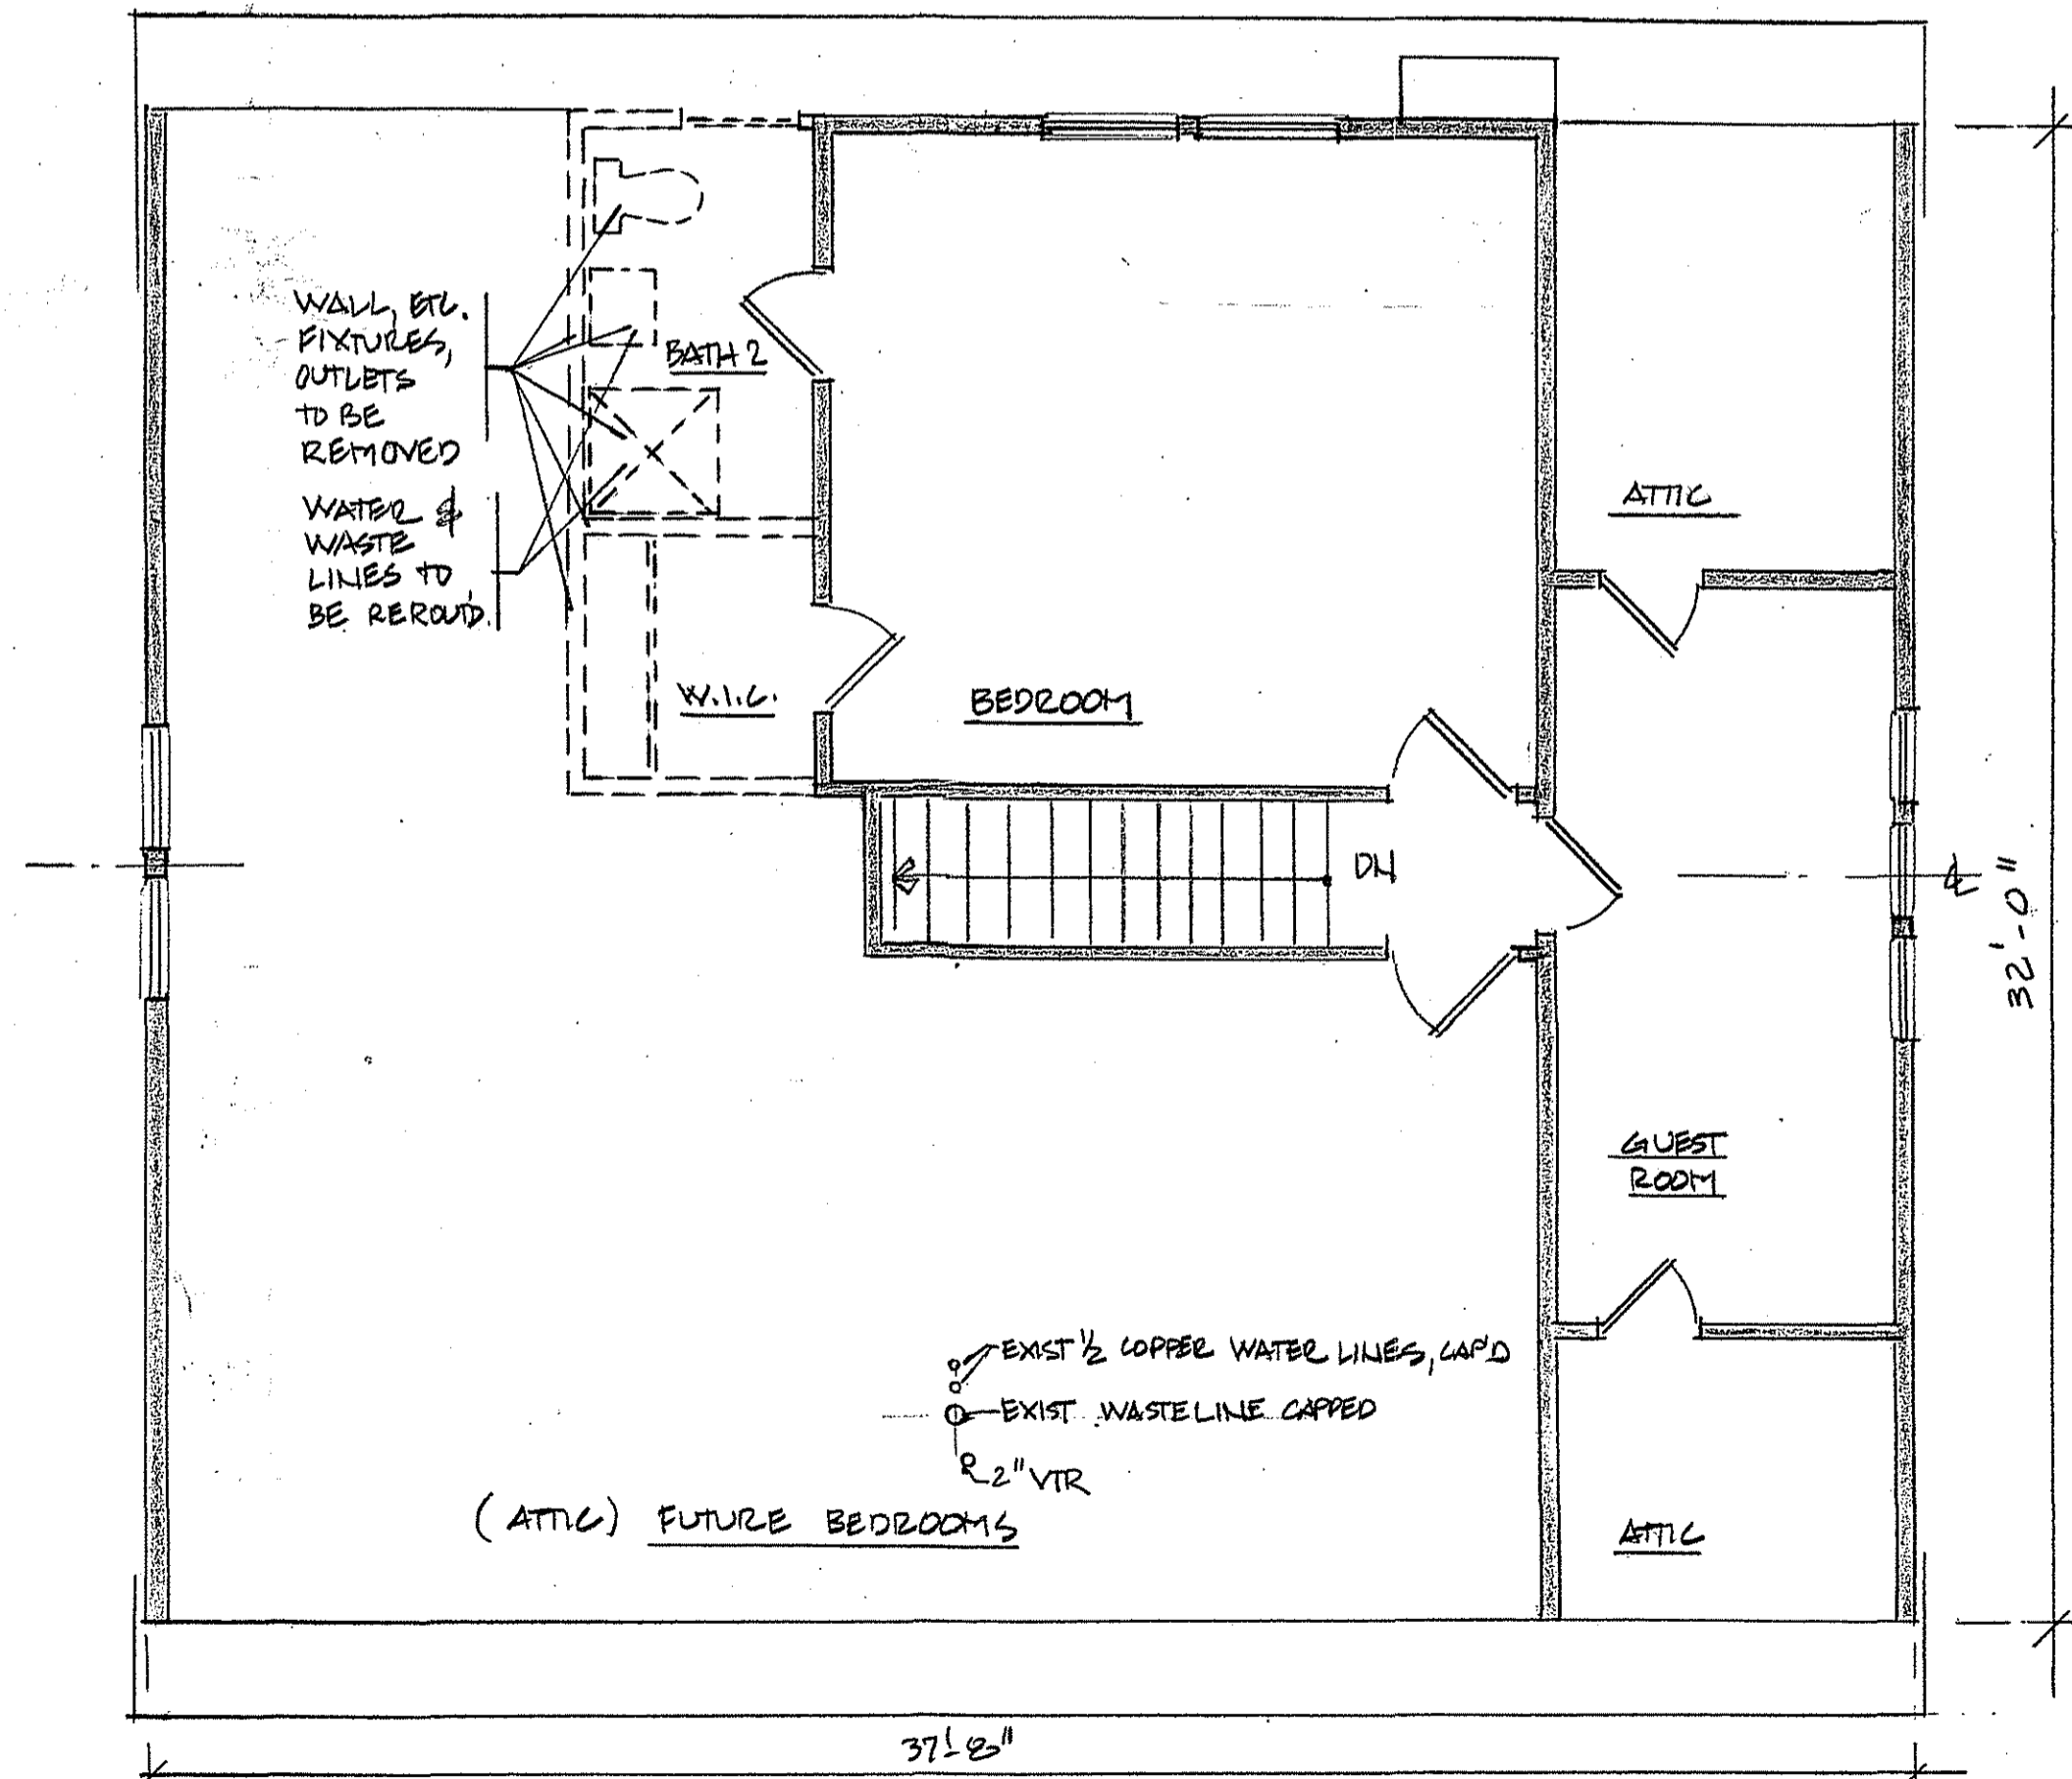 WALL, ETC.
FIXTURES,
OUTLETS
TO BE
REMOVED
WATER &
WASTE
LINES TO
BE REROUT'D.
BATH 2
W.I.C.
BEDROOM
ATTIC
DN
℄
32'-0"
GUEST
ROOM
EXIST 1/2 COPPER WATER LINES, CAP'D
EXIST WASTELINE CAPPED
2" VTR
(ATTIC) FUTURE BEDROOMS
ATTIC
37'-8"